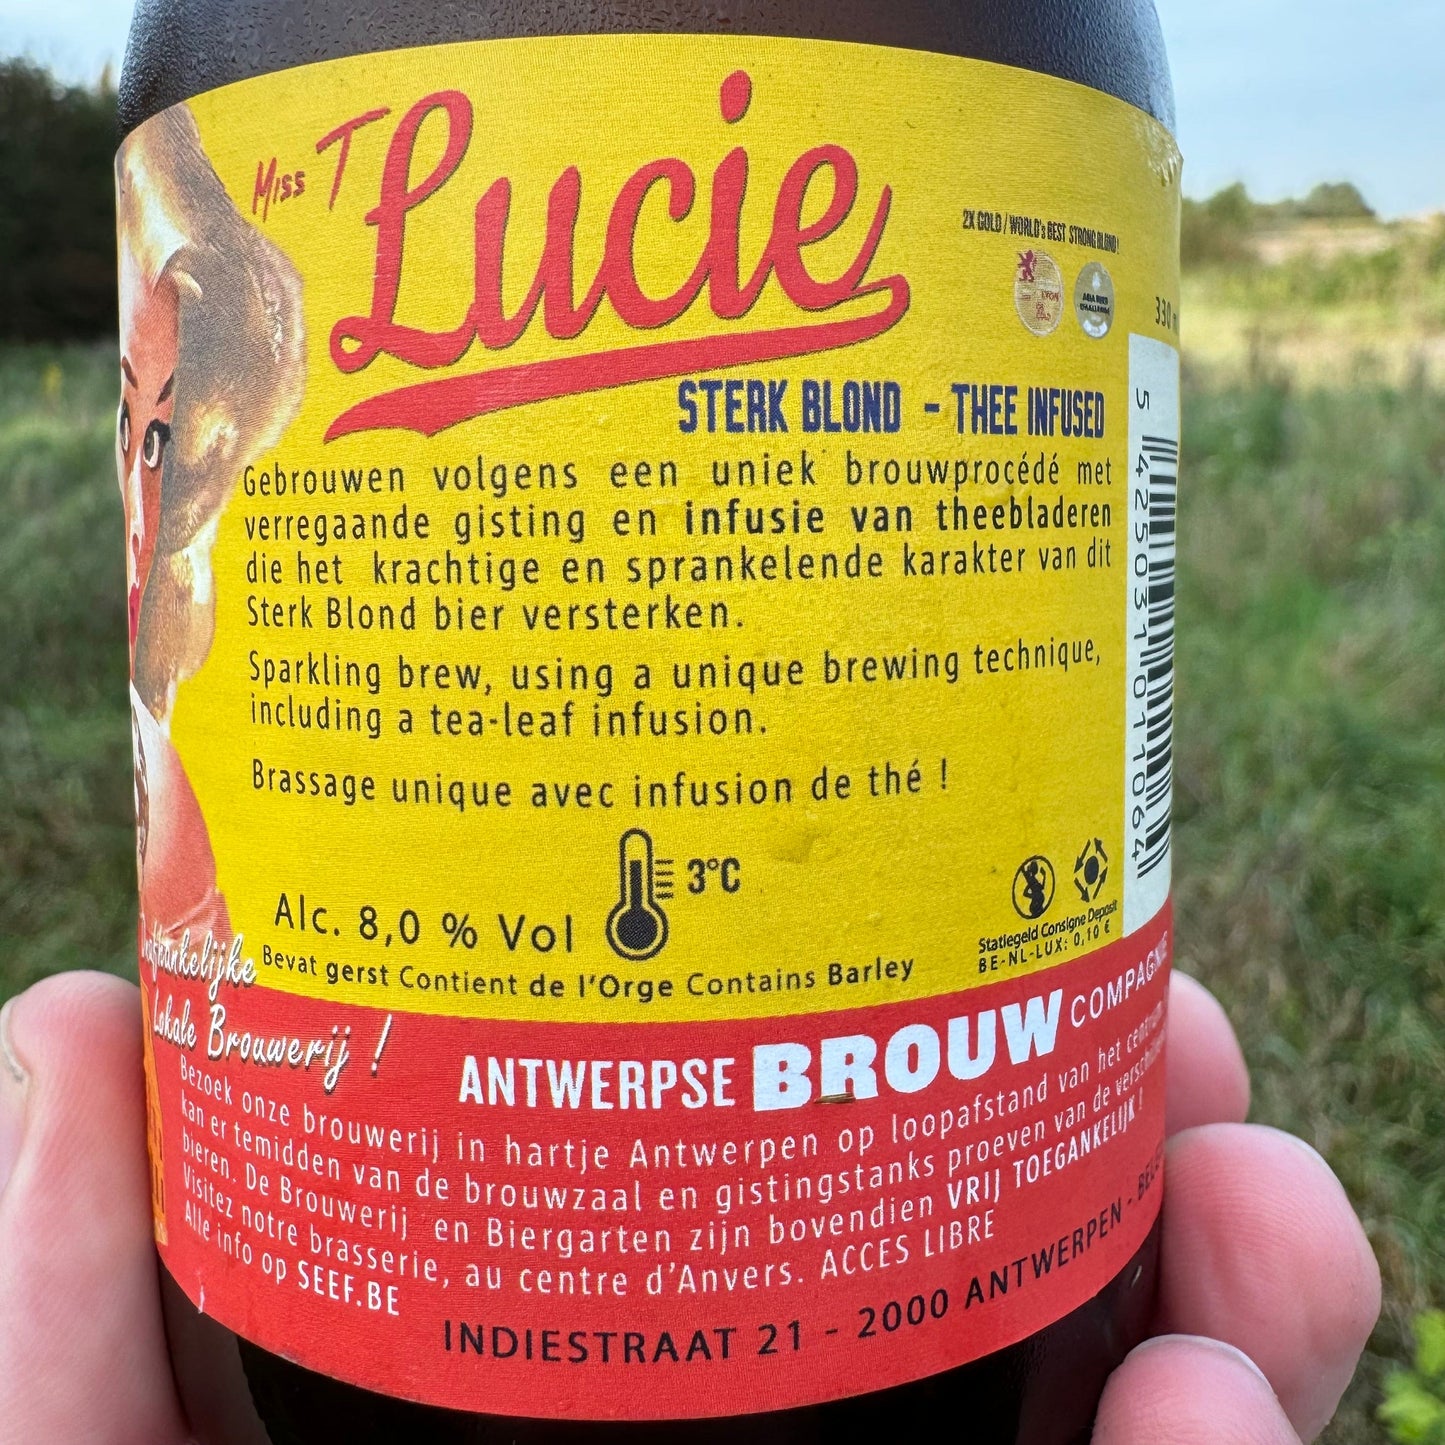 Miss T
Lucie
2X GOLD / WORLD's BEST STRONG BLOND!
LYON
330 m
STERK BLOND - THEE INFUSED
Gebrouwen volgens een uniek brouwprocédé met
verregaande gisting en infusie van theebladeren
die het krachtige en sprankelende karakter van dit
Sterk Blond bier versterken.
Sparkling brew, using a unique brewing technique,
including a tea-leaf infusion.
Brassage unique avec infusion de thé !
3°C
Alc. 8,0 % Vol
Bevat gerst Contient de l'Orge Contains Barley
Statiegeld Consigne Deposit
BE-NL-LUX: 0,10 €
5 425031 011064
Lokale Brouwerij !
ANTWERPSE BROUW COMPAGNIE
Bezoek onze brouwerij in hartje Antwerpen op loopafstand van het
kan er temidden van de brouwzaal en gistingstanks proeven van de
bieren. De Brouwerij en Biergarten zijn bovendien VRIJ TOEGANKELIJK!
Visitez notre brasserie, au centre d'Anvers. ACCES LIBRE
Alle info op SEEF.BE
INDIESTRAAT 21 - 2000 ANTWERPEN -